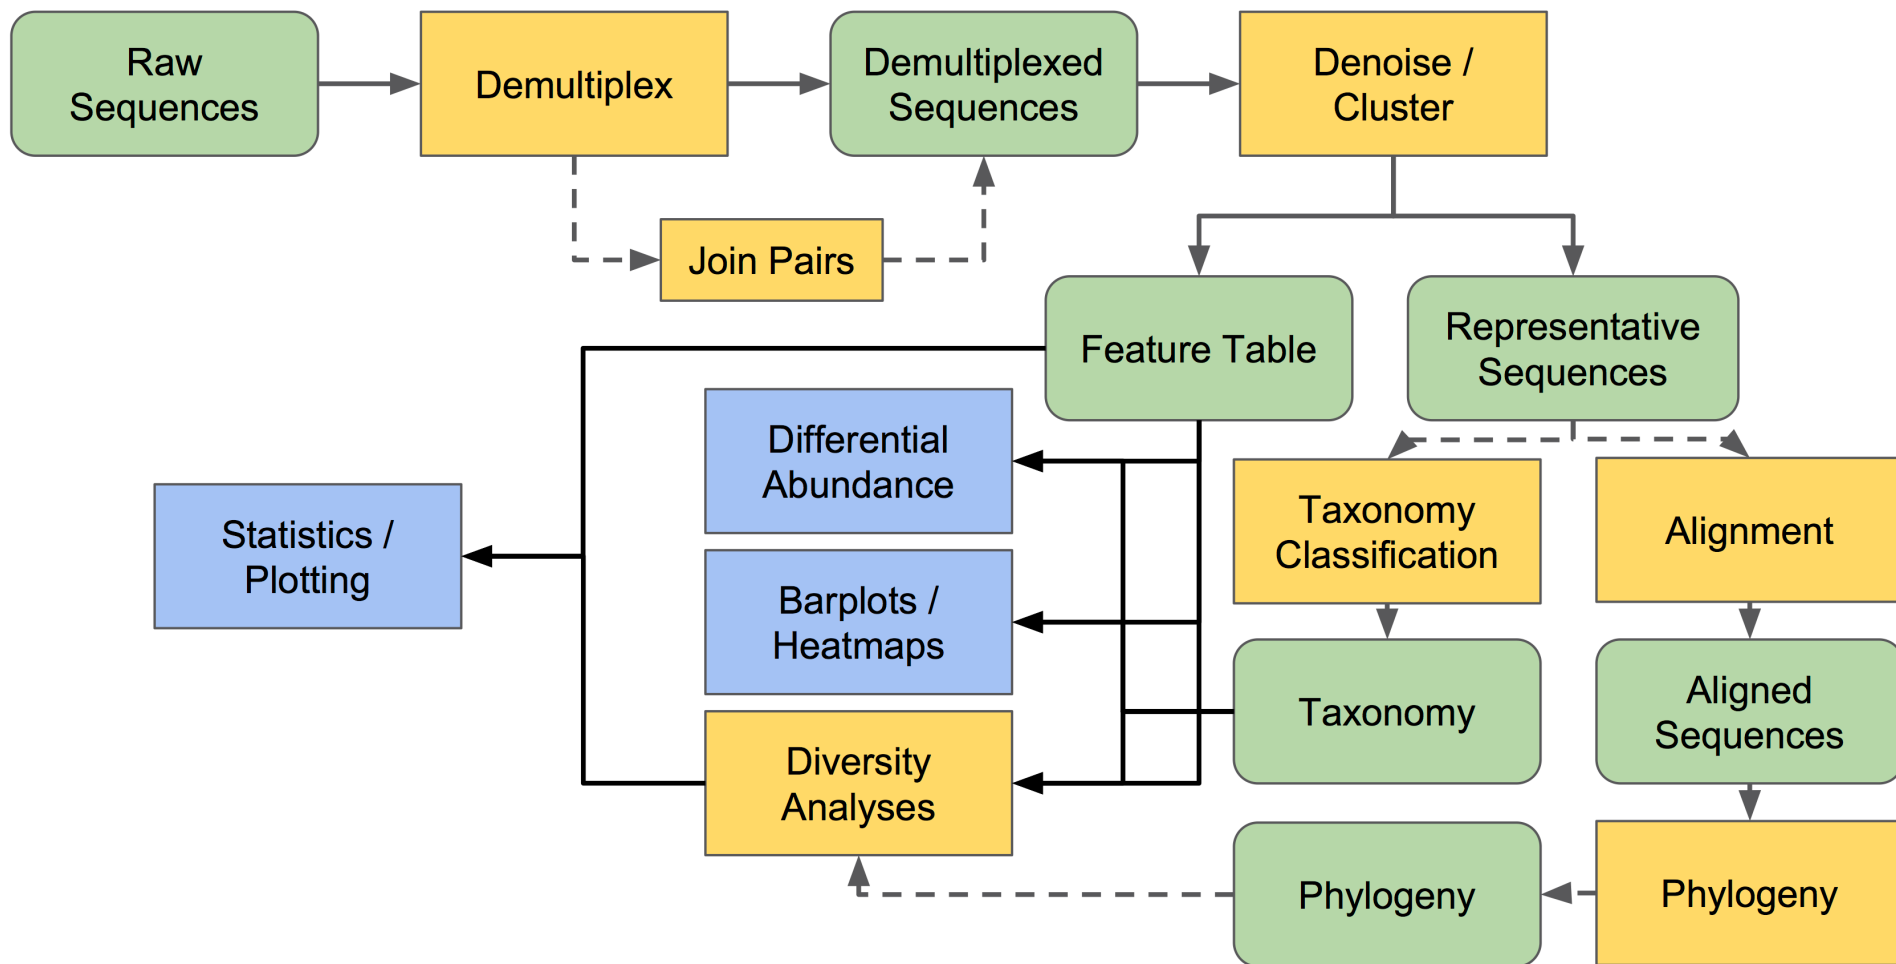 Raw
Sequences
Demultiplex
Demultiplexed
Sequences
Denoise /
Cluster
Join Pairs
Feature Table
Representative
Sequences
Differential
Abundance
Taxonomy
Classification
Alignment
Statistics /
Plotting
Barplots /
Heatmaps
Taxonomy
Aligned
Sequences
Diversity
Analyses
Phylogeny
Phylogeny